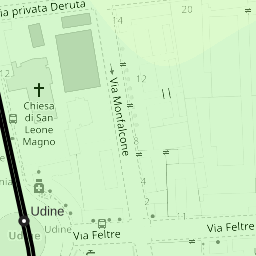 via privata Deruta
14
20
12
12
Via Monfalcone
Chiesa
di San
Leone
Magno
4
2
Udine
Udine
Udine
Via Feltre
Via Feltre